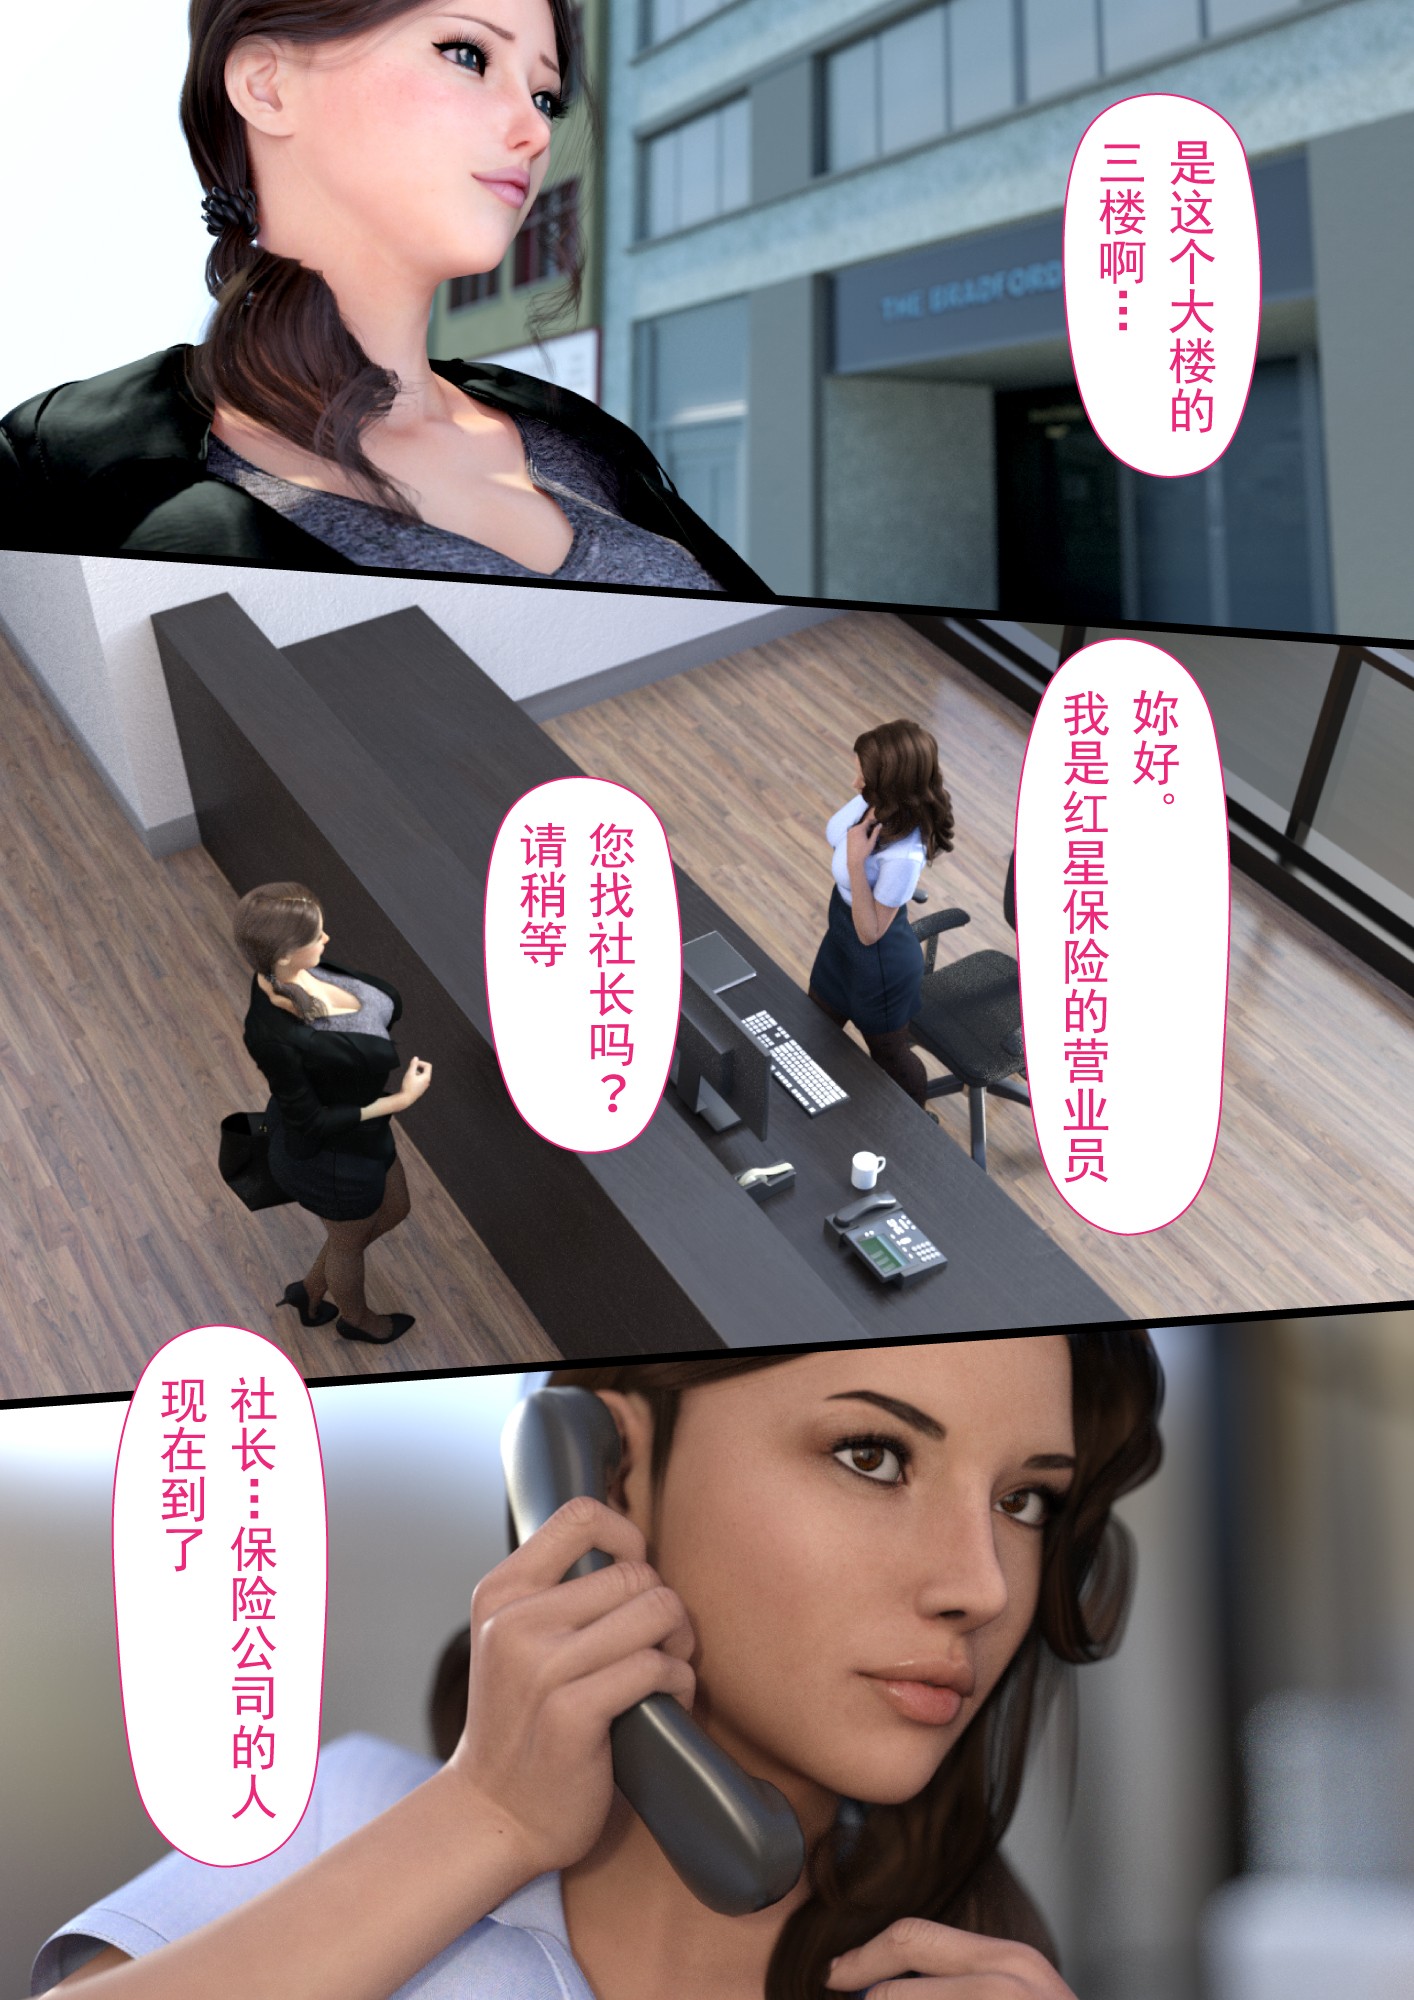 是这个大楼的
三楼啊…
THE BRADFORD
妳好。
我是红星保险的营业员
您找社长吗？
请稍等
社长…保险公司的人
现在到了